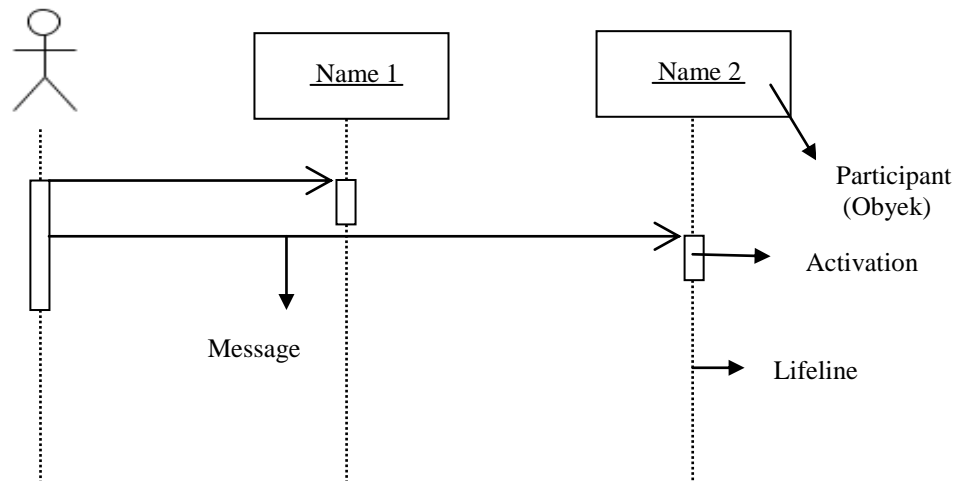 Name 1
Name 2
Participant
(Obyek)
Activation
Message
Lifeline